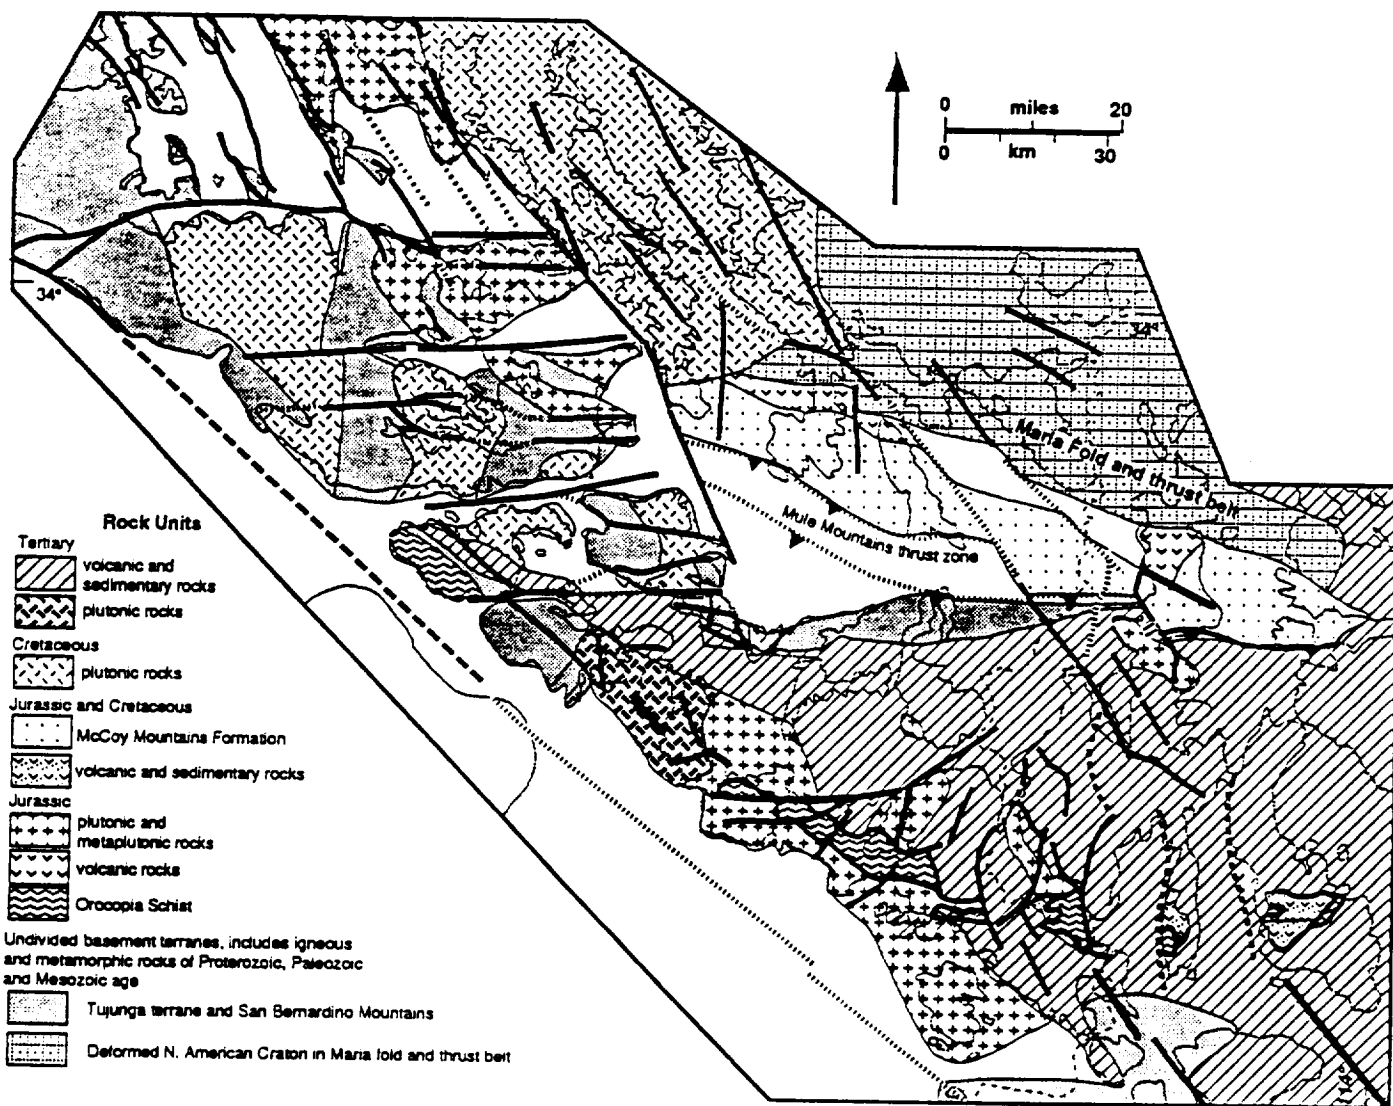 0 miles 20
0 km 30
34°
34°
Maria Fold and thrust belt
Mule Mountains thrust zone
Rock Units
Tertiary
volcanic and
sedimentary rocks
plutonic rocks
Cretaceous
plutonic rocks
Jurassic and Cretaceous
McCoy Mountains Formation
volcanic and sedimentary rocks
Jurassic
plutonic and
metaplutonic rocks
volcanic rocks
Orocopia Schist
Undivided basement terranes, includes igneous
and metamorphic rocks of Proterozoic, Paleozoic
and Mesozoic age
Tujunga terrane and San Bernardino Mountains
Deformed N. American Craton in Maria fold and thrust belt
114°